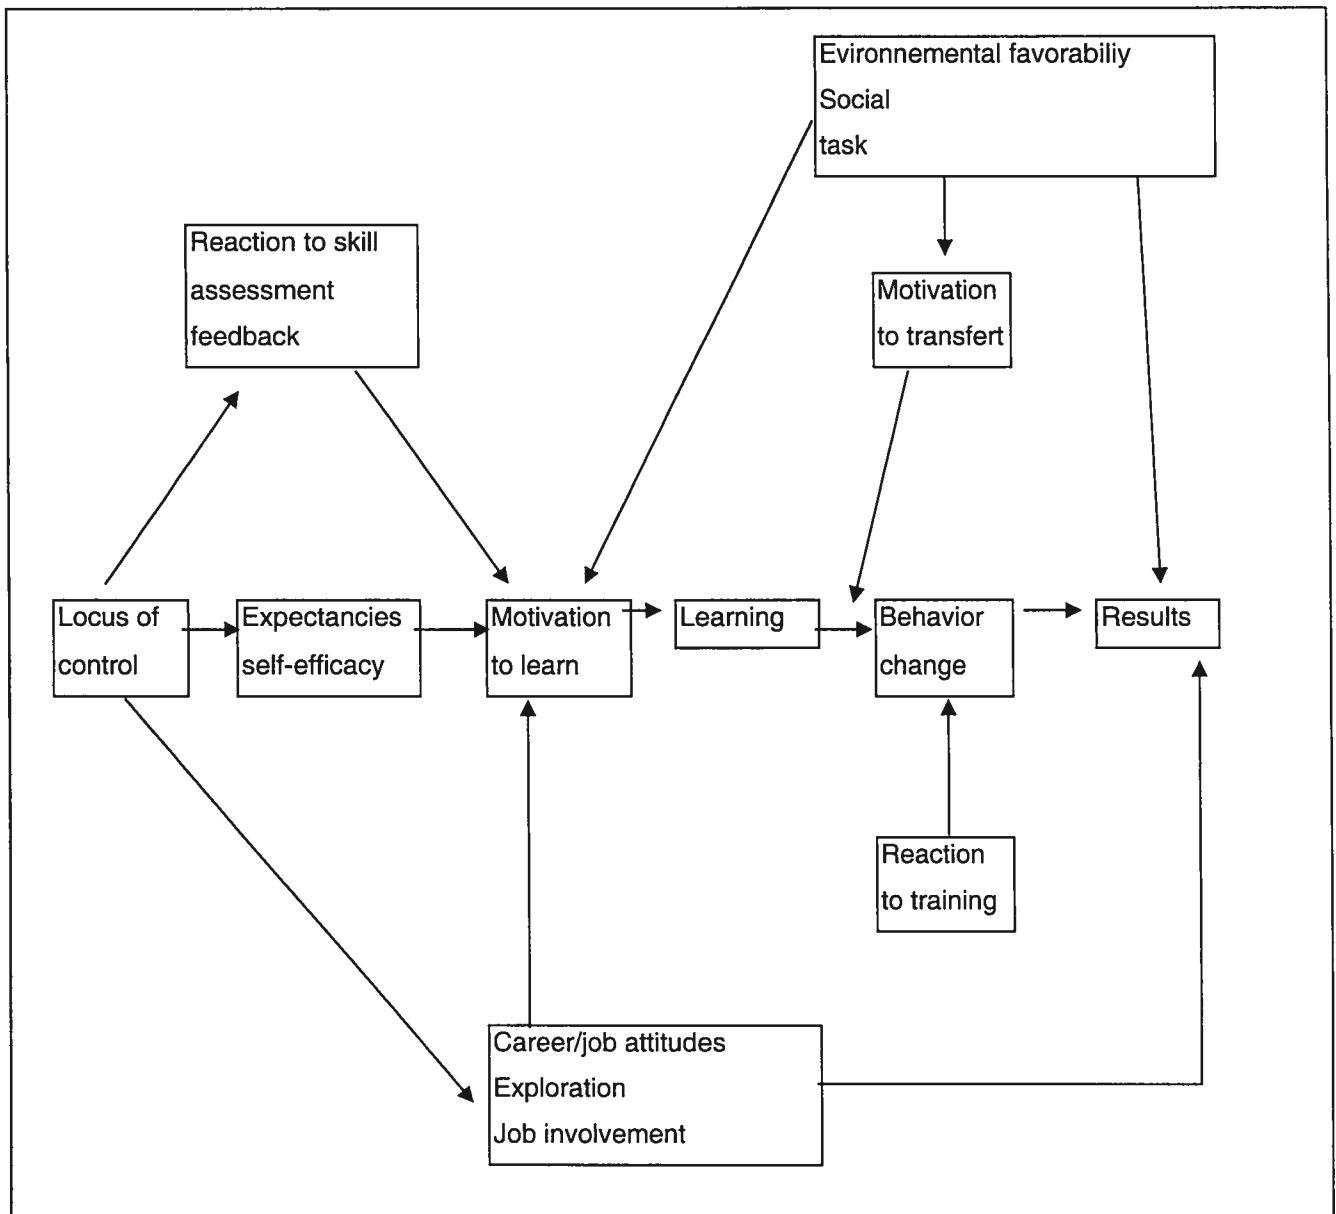 Evironnemental favorabiliy
Social
task
Reaction to skill
assessment
feedback
Motivation
to transfert
Locus of
control
Expectancies
self-efficacy
Motivation
to learn
Learning
Behavior
change
Results
Reaction
to training
Career/job attitudes
Exploration
Job involvement